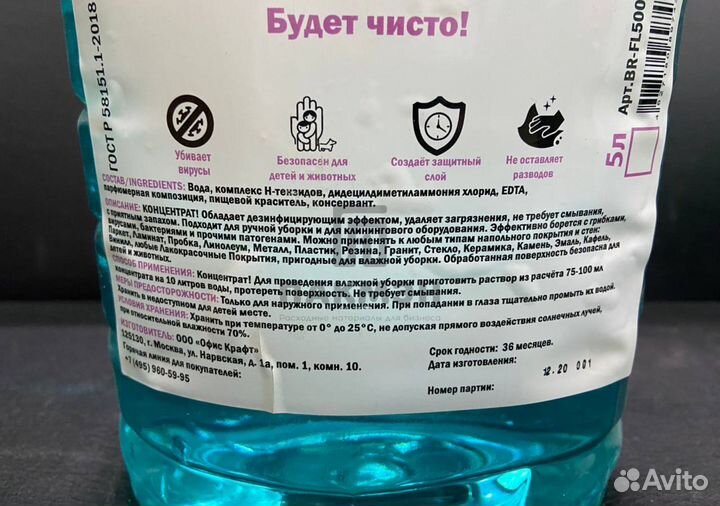 Будет чисто!
ГОСТ Р 58151.1-2018
Арт.BR-FL500
5Л
Убивает
вирусы
Безопасен для
детей и животных
Создаёт защитный
слой
Не оставляет
разводов
СОСТАВ/INGREDIENTS: Вода, комплекс Н-тензидов, дидецилдиметиламмония хлорид, EDTA,
парфюмерная композиция, пищевой краситель, консервант.
ОПИСАНИЕ: КОНЦЕНТРАТ! Обладает дезинфицирующим эффектом, удаляет загрязнения, не требует смывания,
с приятным запахом. Подходит для ручной уборки и для клинингового оборудования. Эффективно борется с грибками,
вирусами, бактериями и прочими патогенами. Можно применять к любым типам напольного покрытия и стен:
Паркет, Ламинат, Пробка, Линолеум, Металл, Пластик, Резина, Гранит, Стекло, Керамика, Камень, Эмаль, Кафель,
Винилл, любые Лакокрасочные Покрытия, пригодные для влажной уборки. Обработанная поверхность безопасна для
детей и животных.
СПОСОБ ПРИМЕНЕНИЯ: Концентрат! Для проведения влажной уборки приготовить раствор из расчёта 75-100 мл
концентрата на 10 литров воды, протереть поверхность. Не требует смывания.
МЕРЫ ПРЕДОСТОРОЖНОСТИ: Только для наружного применения. При попадании в глаза тщательно промыть их водой.
Хранить в недоступном для детей месте.
УСЛОВИЯ ХРАНЕНИЯ: Хранить при температуре от 0° до 25°С, не допуская прямого воздействия солнечных лучей,
при относительной влажности 70%.
Расходные материалы для бизнеса
ИЗГОТОВИТЕЛЬ: ООО «Офис Крафт»
125130, г. Москва, ул. Нарвская, д. 1а, пом. 1, комн. 10.
Горячая линия для покупателей:
+7 (495) 960-59-95
Срок годности: 36 месяцев.
Дата изготовления:
12.20 001
Номер партии:
Avito